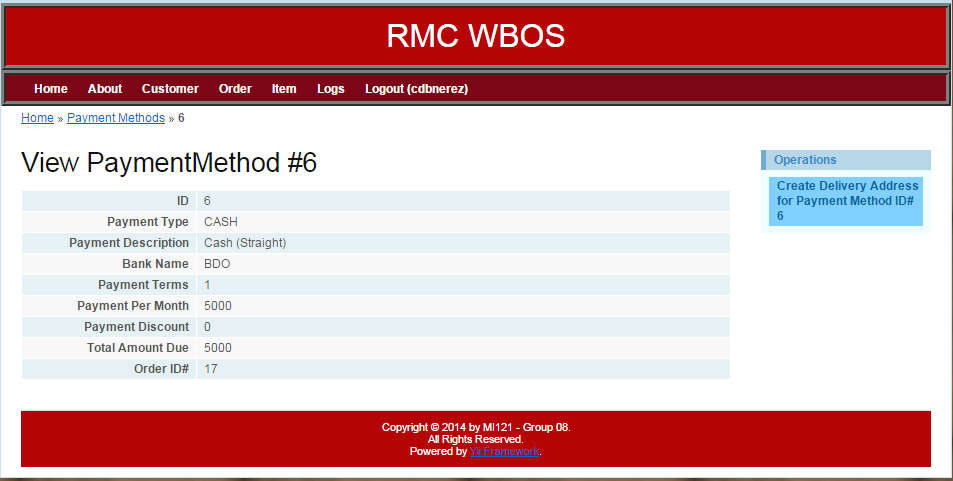 RMC WBOS
Home About Customer Order Item Logs Logout (cdbnerez)
Home » Payment Methods » 6
View PaymentMethod #6
ID 6
Payment Type CASH
Payment Description Cash (Straight)
Bank Name BDO
Payment Terms 1
Payment Per Month 5000
Payment Discount 0
Total Amount Due 5000
Order ID# 17
Operations
Create Delivery Address
for Payment Method ID#
6
Copyright © 2014 by MI121 - Group 08.
All Rights Reserved.
Powered by Yii Framework.